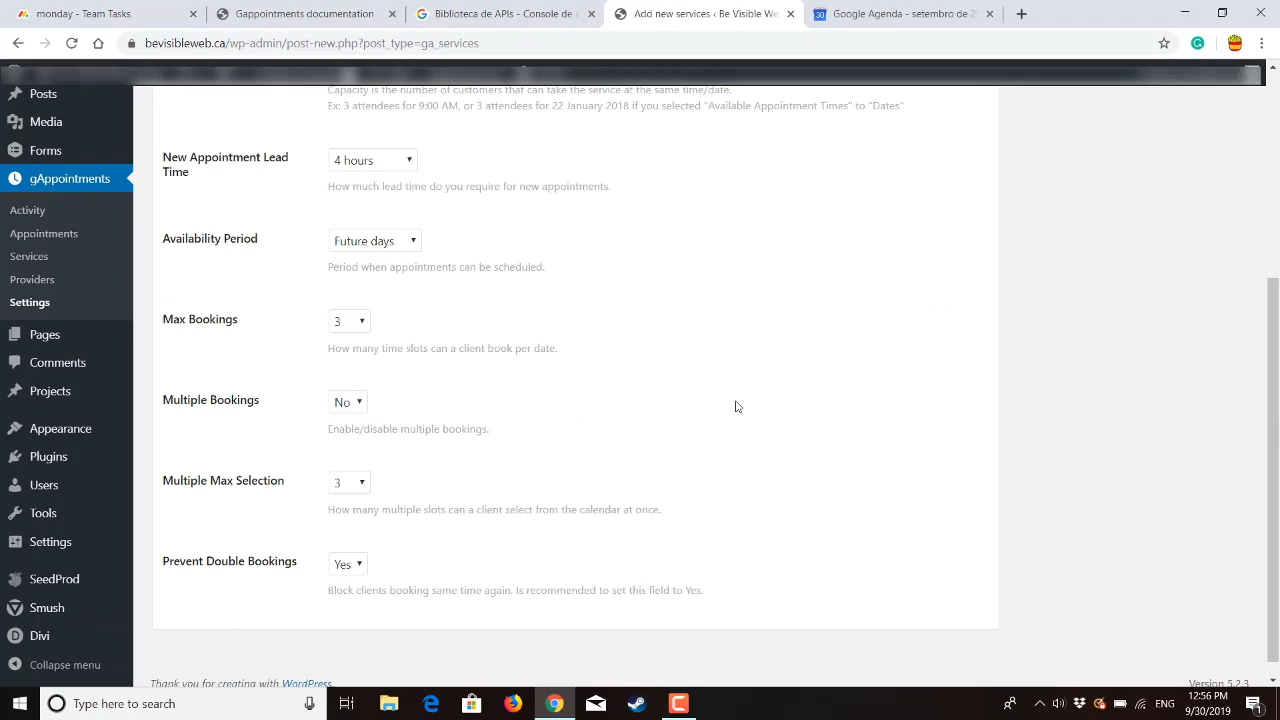 monday - Team Tasks
Appointments Documentation
Biblioteca de APIs - Console de A
Add new services ‹ Be Visible We
Google Agenda - setembro de 20
bevisibleweb.ca/wp-admin/post-new.php?post_type=ga_services
Posts
Media
Forms
gAppointments
Activity
Appointments
Services
Providers
Settings
Pages
Comments
Projects
Appearance
Plugins
Users
Tools
Settings
SeedProd
Smush
Divi
Collapse menu
Capacity is the number of customers that can take the service at the same time/date.
Ex: 3 attendees for 9:00 AM, or 3 attendees for 22 January 2018 if you selected "Available Appointment Times" to "Dates"
New Appointment Lead
Time
4 hours
How much lead time do you require for new appointments.
Availability Period
Future days
Period when appointments can be scheduled.
Max Bookings
3
How many time slots can a client book per date.
Multiple Bookings
No
Enable/disable multiple bookings.
Multiple Max Selection
3
How many multiple slots can a client select from the calendar at once.
Prevent Double Bookings
Yes
Block clients booking same time again. Is recommended to set this field to Yes.
Thank you for creating with WordPress
Version 5.2.3
Type here to search
ENG
12:56 PM
9/30/2019